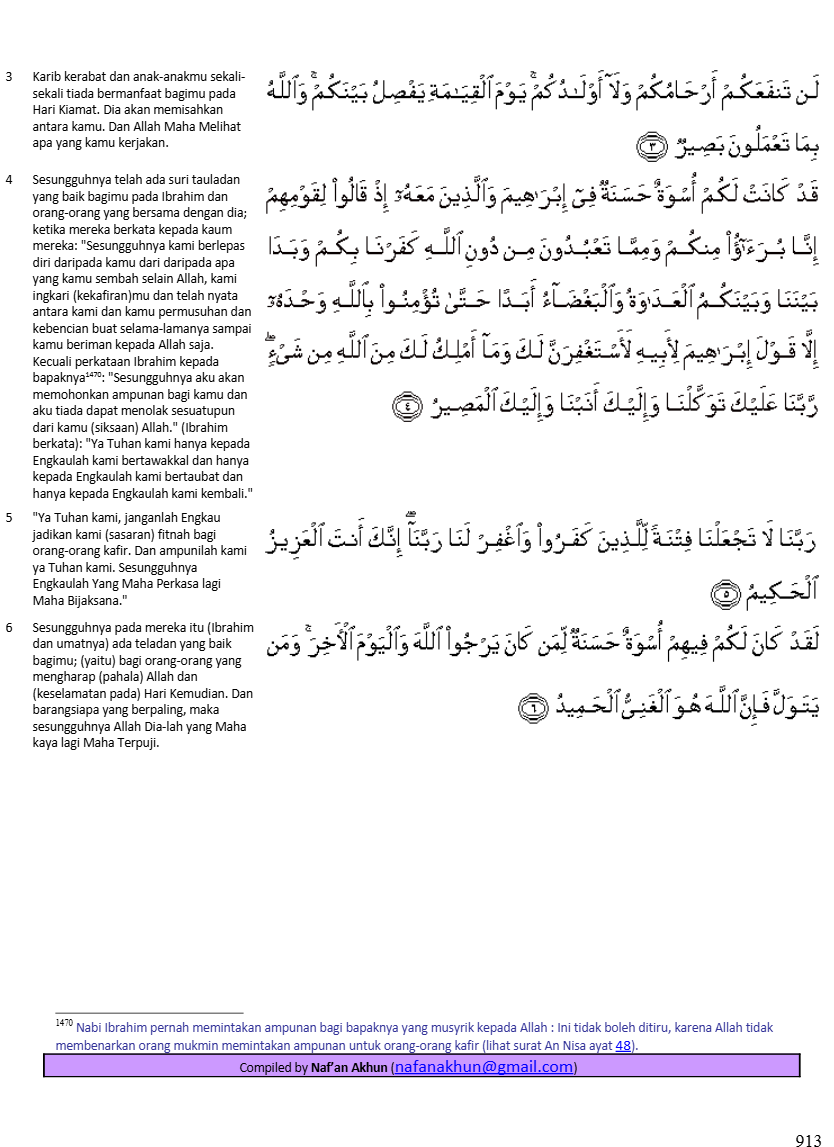 3 Karib kerabat dan anak-anakmu sekali-
sekali tiada bermanfaat bagimu pada
Hari Kiamat. Dia akan memisahkan
antara kamu. Dan Allah Maha Melihat
apa yang kamu kerjakan.
لَن تَنفَعَكُمْ أَرْحَامُكُمْ وَلَآ أَوْلَٰدُكُمْ ۚ يَوْمَ ٱلْقِيَٰمَةِ يَفْصِلُ بَيْنَكُمْ ۚ وَٱللَّهُ
بِمَا تَعْمَلُونَ بَصِيرٌ ٣
4 Sesungguhnya telah ada suri tauladan
yang baik bagimu pada Ibrahim dan
orang-orang yang bersama dengan dia;
ketika mereka berkata kepada kaum
mereka: "Sesungguhnya kami berlepas
diri daripada kamu dari daripada apa
yang kamu sembah selain Allah, kami
ingkari (kekafiran)mu dan telah nyata
antara kami dan kamu permusuhan dan
kebencian buat selama-lamanya sampai
kamu beriman kepada Allah saja.
Kecuali perkataan Ibrahim kepada
bapaknya1470: "Sesungguhnya aku akan
memohonkan ampunan bagi kamu dan
aku tiada dapat menolak sesuatupun
dari kamu (siksaan) Allah." (Ibrahim
berkata): "Ya Tuhan kami hanya kepada
Engkaulah kami bertawakkal dan hanya
kepada Engkaulah kami bertaubat dan
hanya kepada Engkaulah kami kembali."
قَدْ كَانَتْ لَكُمْ أُسْوَةٌ حَسَنَةٌ فِىٓ إِبْرَٰهِيمَ وَٱلَّذِينَ مَعَهُۥٓ إِذْ قَالُوا۟ لِقَوْمِهِمْ
إِنَّا بُرَءَٰٓؤُا۟ مِنكُمْ وَمِمَّا تَعْبُدُونَ مِن دُونِ ٱللَّهِ كَفَرْنَا بِكُمْ وَبَدَا
بَيْنَنَا وَبَيْنَكُمُ ٱلْعَدَٰوَةُ وَٱلْبَغْضَآءُ أَبَدًا حَتَّىٰ تُؤْمِنُوا۟ بِٱللَّهِ وَحْدَهُۥٓ
إِلَّا قَوْلَ إِبْرَٰهِيمَ لِأَبِيهِ لَأَسْتَغْفِرَنَّ لَكَ وَمَآ أَمْلِكُ لَكَ مِنَ ٱللَّهِ مِن شَىْءٍ ۖ
رَّبَّنَا عَلَيْكَ تَوَكَّلْنَا وَإِلَيْكَ أَنَبْنَا وَإِلَيْكَ ٱلْمَصِيرُ ٤
5 "Ya Tuhan kami, janganlah Engkau
jadikan kami (sasaran) fitnah bagi
orang-orang kafir. Dan ampunilah kami
ya Tuhan kami. Sesungguhnya
Engkaulah Yang Maha Perkasa lagi
Maha Bijaksana."
رَبَّنَا لَا تَجْعَلْنَا فِتْنَةً لِّلَّذِينَ كَفَرُوا۟ وَٱغْفِرْ لَنَا رَبَّنَآ ۖ إِنَّكَ أَنتَ ٱلْعَزِيزُ
ٱلْحَكِيمُ ٥
6 Sesungguhnya pada mereka itu (Ibrahim
dan umatnya) ada teladan yang baik
bagimu; (yaitu) bagi orang-orang yang
mengharap (pahala) Allah dan
(keselamatan pada) Hari Kemudian. Dan
barangsiapa yang berpaling, maka
sesungguhnya Allah Dia-lah yang Maha
kaya lagi Maha Terpuji.
لَقَدْ كَانَ لَكُمْ فِيهِمْ أُسْوَةٌ حَسَنَةٌ لِّمَن كَانَ يَرْجُوا۟ ٱللَّهَ وَٱلْيَوْمَ ٱلْأَخِرَ ۚ وَمَن
يَتَوَلَّ فَإِنَّ ٱللَّهَ هُوَ ٱلْغَنِىُّ ٱلْحَمِيدُ ٦
1470 Nabi Ibrahim pernah memintakan ampunan bagi bapaknya yang musyrik kepada Allah : Ini tidak boleh ditiru, karena Allah tidak
membenarkan orang mukmin memintakan ampunan untuk orang-orang kafir (lihat surat An Nisa ayat 48).
Compiled by Naf'an Akhun (nafanakhun@gmail.com)
913